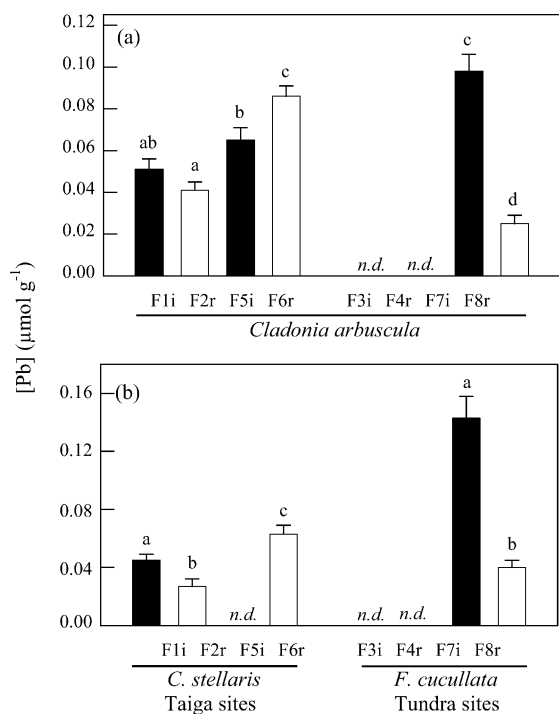 (a)
0.12
0.10
0.08
0.06
0.04
0.02
0.00
ab
a
b
c
n.d.
n.d.
c
d
F1i F2r F5i F6r F3i F4r F7i F8r
Cladonia arbuscula
[Pb] (µmol g⁻¹)
(b)
0.16
0.12
0.08
0.04
0.00
a
b
n.d.
c
n.d.
n.d.
a
b
F1i F2r F5i F6r F3i F4r F7i F8r
C. stellaris F. cucullata
Taiga sites Tundra sites